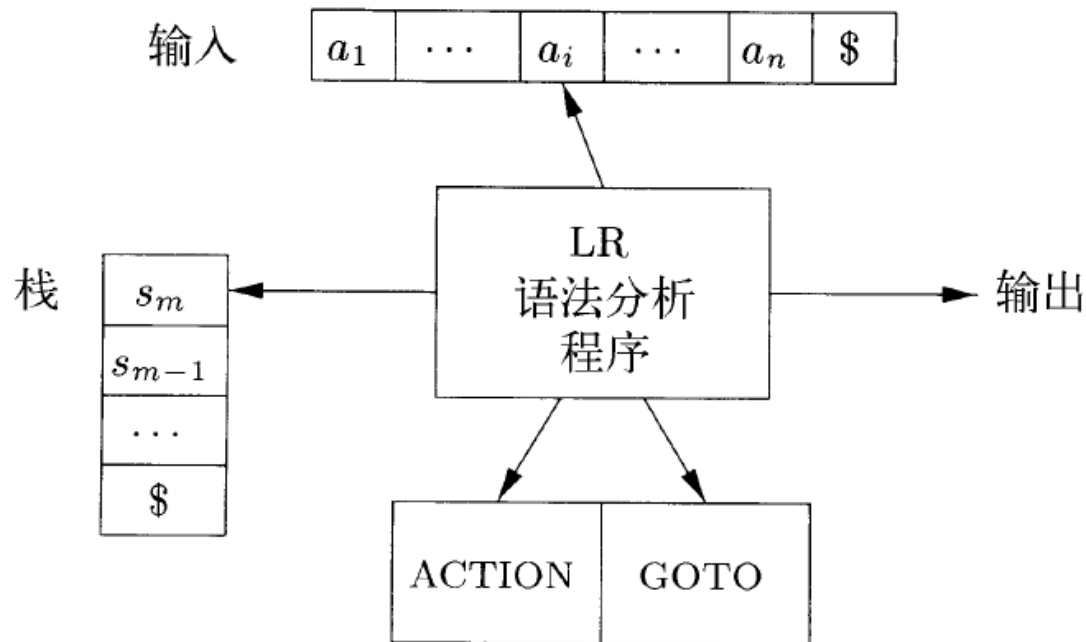 输入 a1 ⋯ ai ⋯ an $
LR
语法分析
程序
栈
sm
sm−1
⋯
$
输出
ACTION GOTO